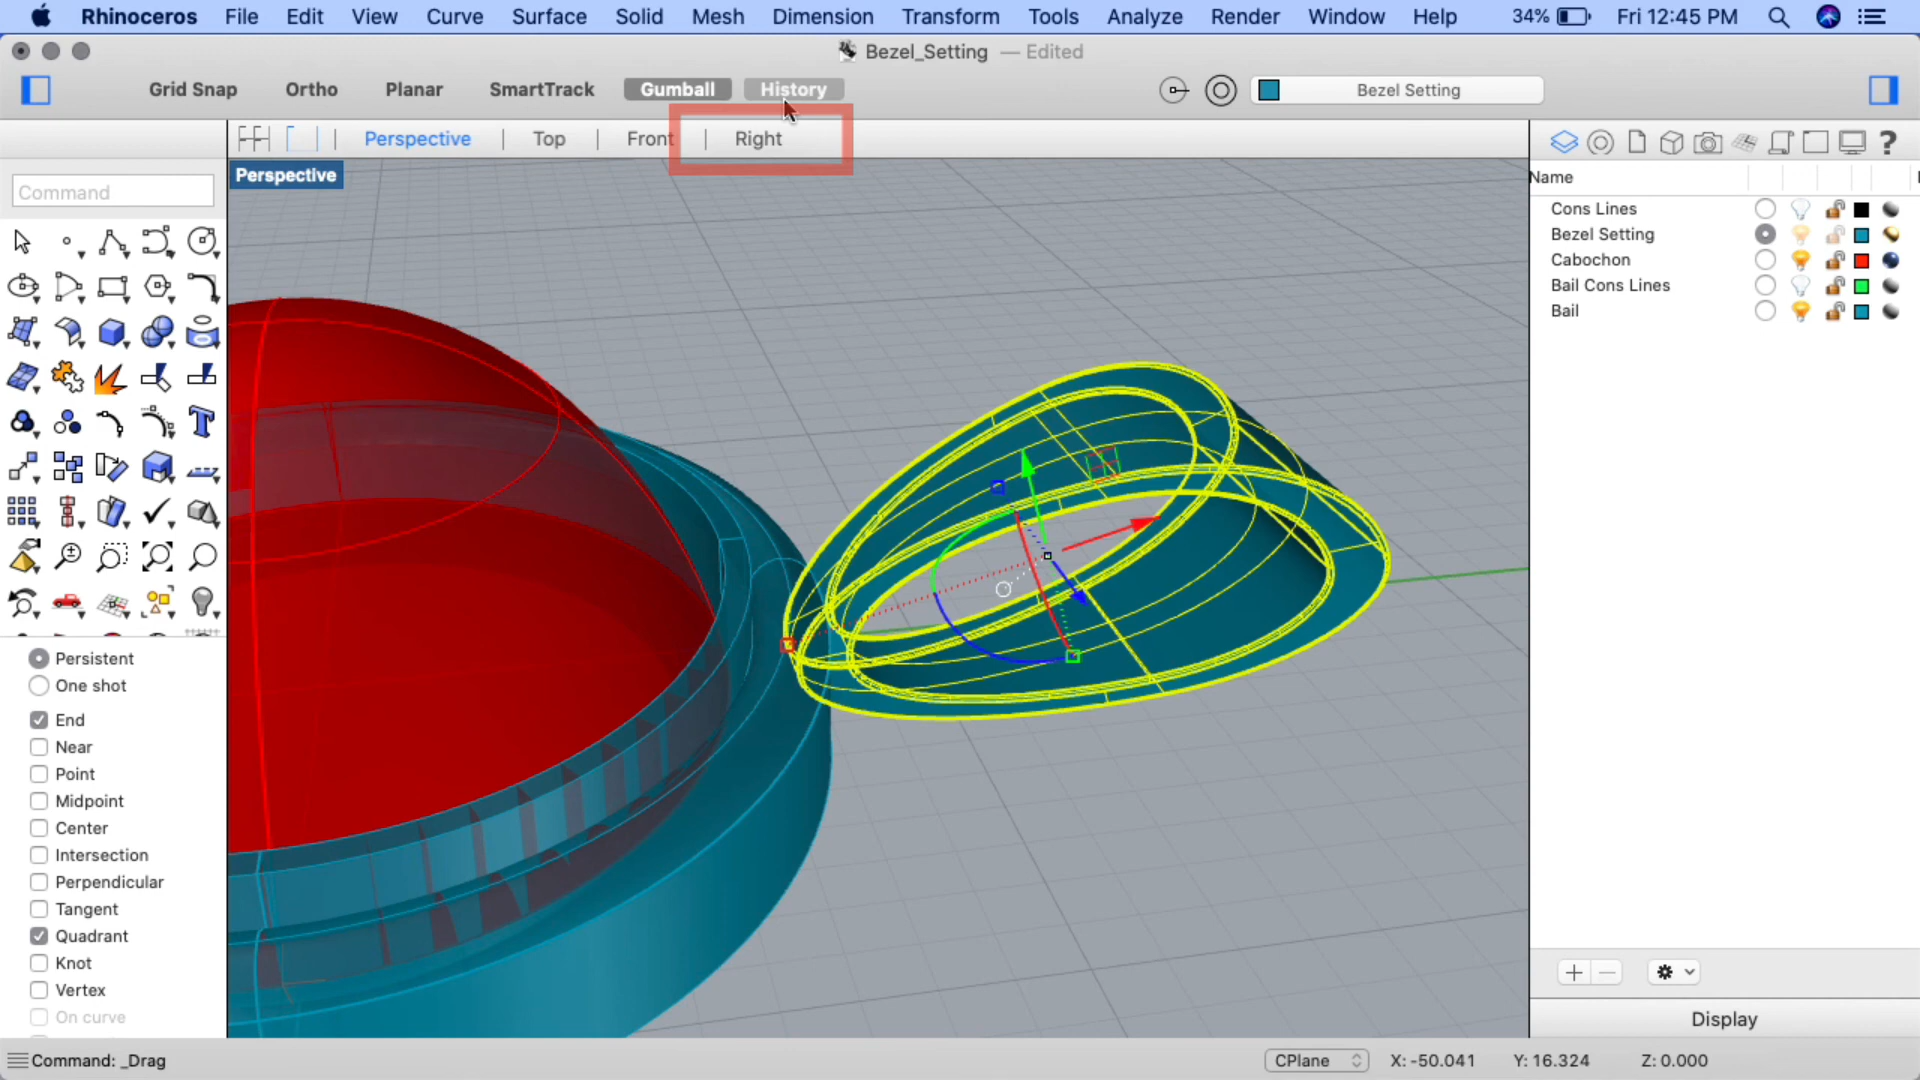 Rhinoceros File Edit View Curve Surface Solid Mesh Dimension Transform Tools Analyze Render Window Help 34% Fri 12:45 PM
Bezel_Setting — Edited
Grid Snap Ortho Planar SmartTrack Gumball History Bezel Setting
Perspective Top Front Right
Perspective
Command
Name
Cons Lines
Bezel Setting
Cabochon
Bail Cons Lines
Bail
Persistent
One shot
End
Near
Point
Midpoint
Center
Intersection
Perpendicular
Tangent
Quadrant
Knot
Vertex
On curve
Display
Command: _Drag CPlane X: -50.041 Y: 16.324 Z: 0.000